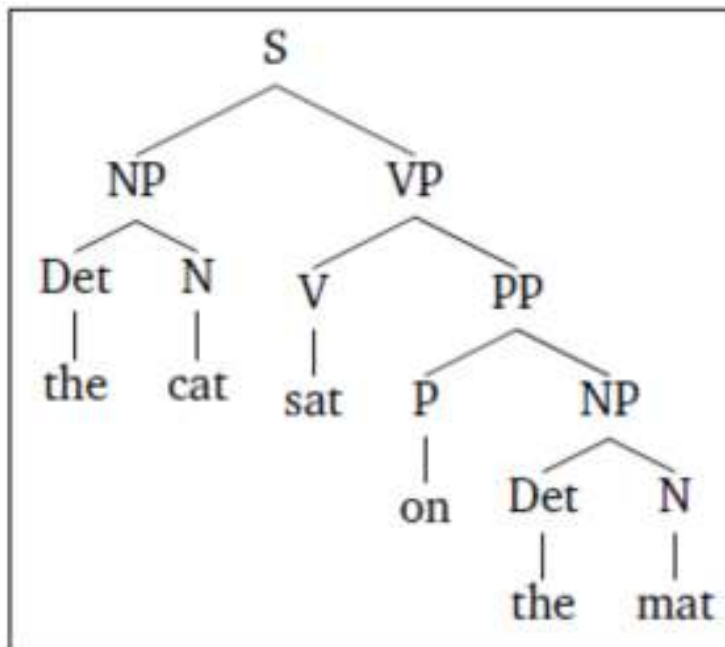 S
NP VP
Det N V PP
the cat sat P NP
on Det N
the mat